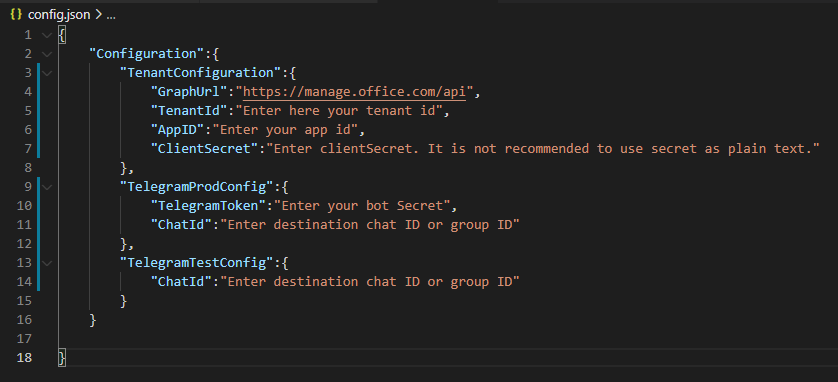 {} config.json > ...
1 {
2 "Configuration":{
3 "TenantConfiguration":{
4 "GraphUrl":"https://manage.office.com/api",
5 "TenantId":"Enter here your tenant id",
6 "AppID":"Enter your app id",
7 "ClientSecret":"Enter clientSecret. It is not recommended to use secret as plain text."
8 },
9 "TelegramProdConfig":{
10 "TelegramToken":"Enter your bot Secret",
11 "ChatId":"Enter destination chat ID or group ID"
12 },
13 "TelegramTestConfig":{
14 "ChatId":"Enter destination chat ID or group ID"
15 }
16 }
17
18 }